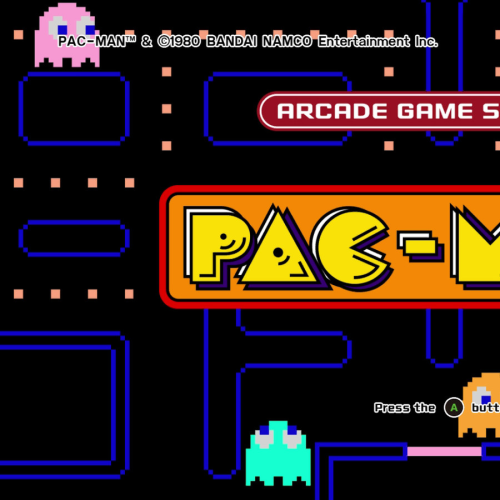 PAC-MAN™ & ©1980 BANDAI NAMCO Entertainment Inc.
ARCADE GAME S
PAC-M
Press the A butt